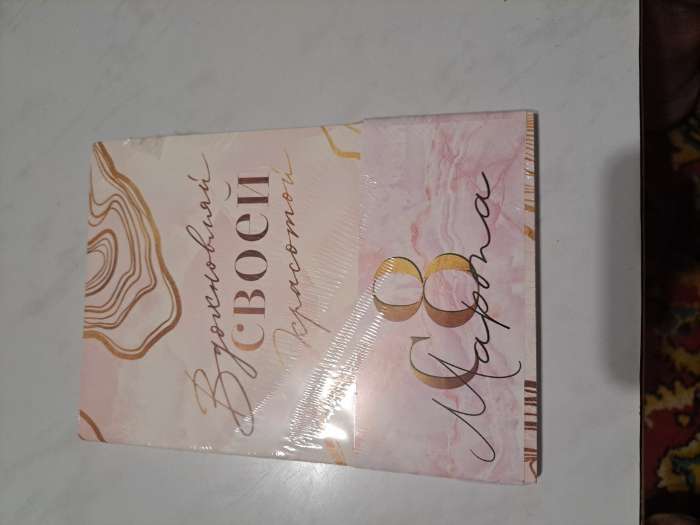 Вдохновляй
СВОЕЙ
красотой
С 8
Марта